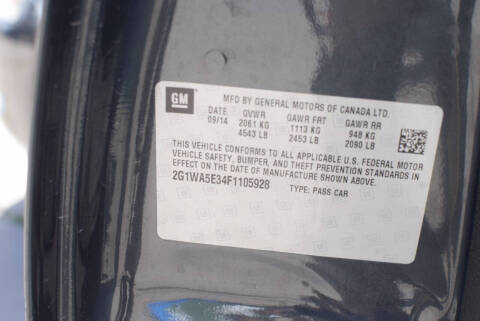 GM
MFD BY GENERAL MOTORS OF CANADA LTD.
DATE GVWR GAWR FRT GAWR RR
09/14 2061 KG 1113 KG 948 KG
4543 LB 2453 LB 2090 LB
THIS VEHICLE CONFORMS TO ALL APPLICABLE U.S. FEDERAL MOTOR
VEHICLE SAFETY, BUMPER, AND THEFT PREVENTION STANDARDS IN
EFFECT ON THE DATE OF MANUFACTURE SHOWN ABOVE.
2G1WA5E34F1105928 TYPE: PASS CAR